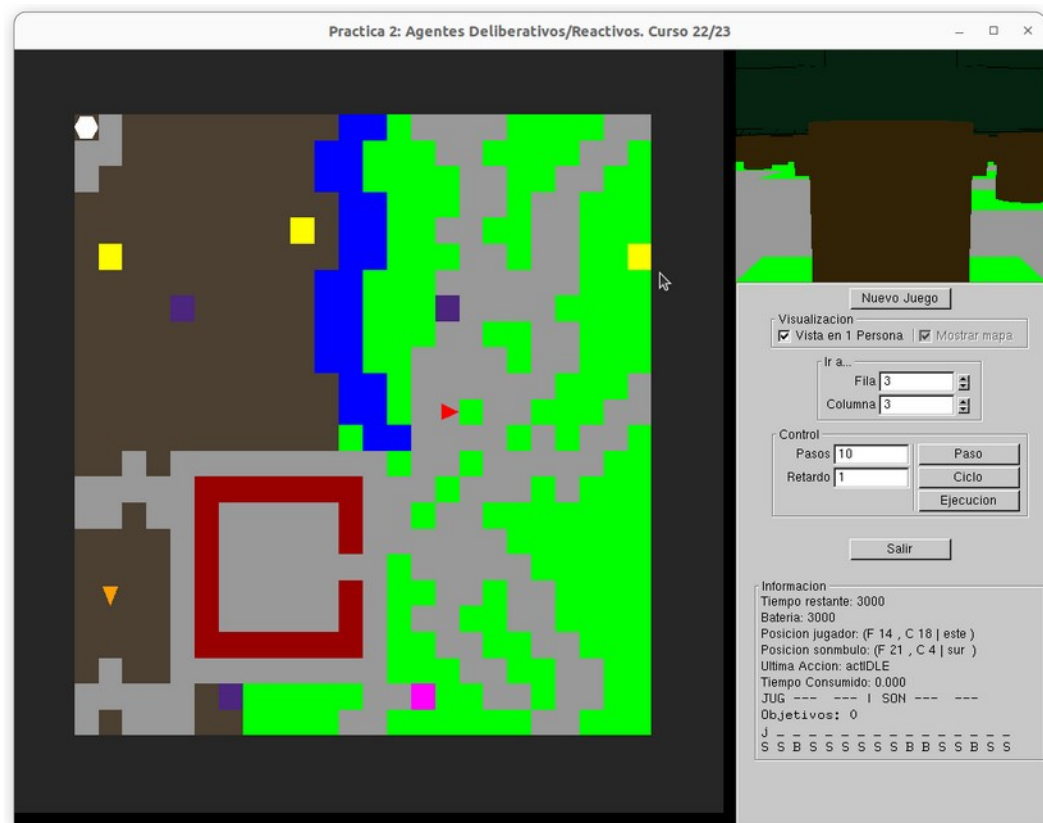 Practica 2: Agentes Deliberativos/Reactivos. Curso 22/23
Nuevo Juego
Visualizacion
Vista en 1 Persona
Mostrar mapa
Ir a...
Fila 3
Columna 3
Control
Pasos 10
Paso
Retardo 1
Ciclo
Ejecucion
Salir
Informacion
Tiempo restante: 3000
Bateria: 3000
Posicion jugador: (F 14 , C 18 | este )
Posicion sonmbulo: (F 21 , C 4 | sur )
Ultima Accion: actIDLE
Tiempo Consumido: 0.000
JUG --- --- | SON --- ---
Objetivos: 0
j _ _ _ _ _ _ _ _ _ _ _ _ _ _ _
S S B S S S S S S B B S S B S S